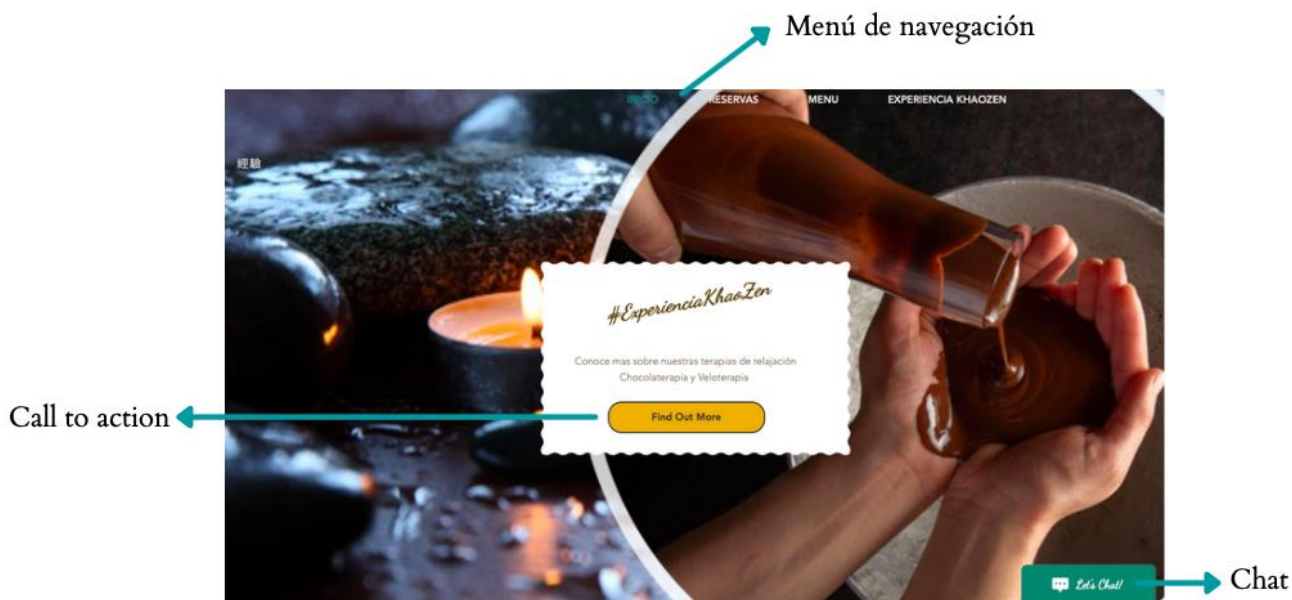 Menú de navegación
INICIO RESERVAS MENU EXPERIENCIA KHAOZEN
經驗
#ExperienciaKhaoZen
Conoce mas sobre nuestras terapias de relajación
Chocolaterapia y Veloterapia
Call to action
Find Out More
Let's Chat!
Chat